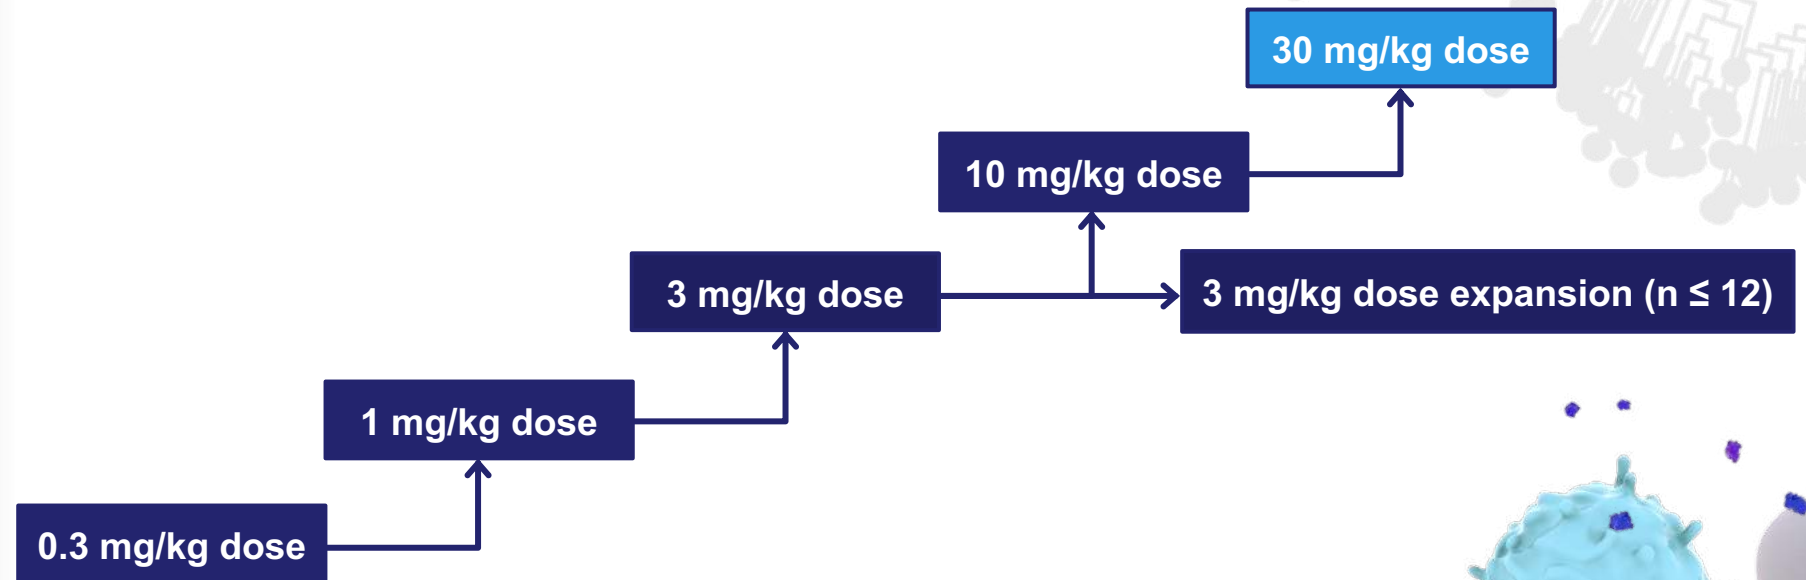 30 mg/kg dose
10 mg/kg dose
3 mg/kg dose
3 mg/kg dose expansion (n ≤ 12)
1 mg/kg dose
0.3 mg/kg dose